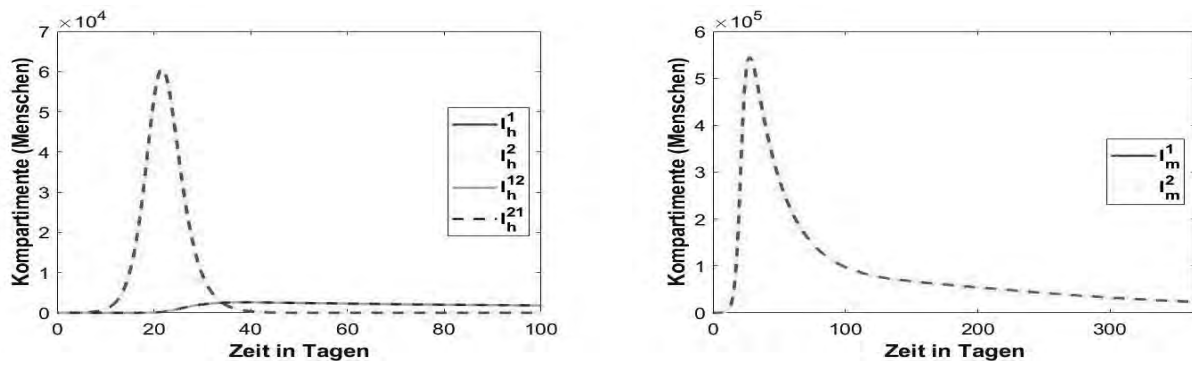 ×10⁴
7
6
5
4
3
2
1
0
Kompartimente (Menschen)
I_h^1
I_h^2
I_h^12
I_h^21
0 20 40 60 80 100
Zeit in Tagen
×10⁵
6
5
4
3
2
1
0
Kompartimente (Menschen)
I_m^1
I_m^2
0 100 200 300
Zeit in Tagen